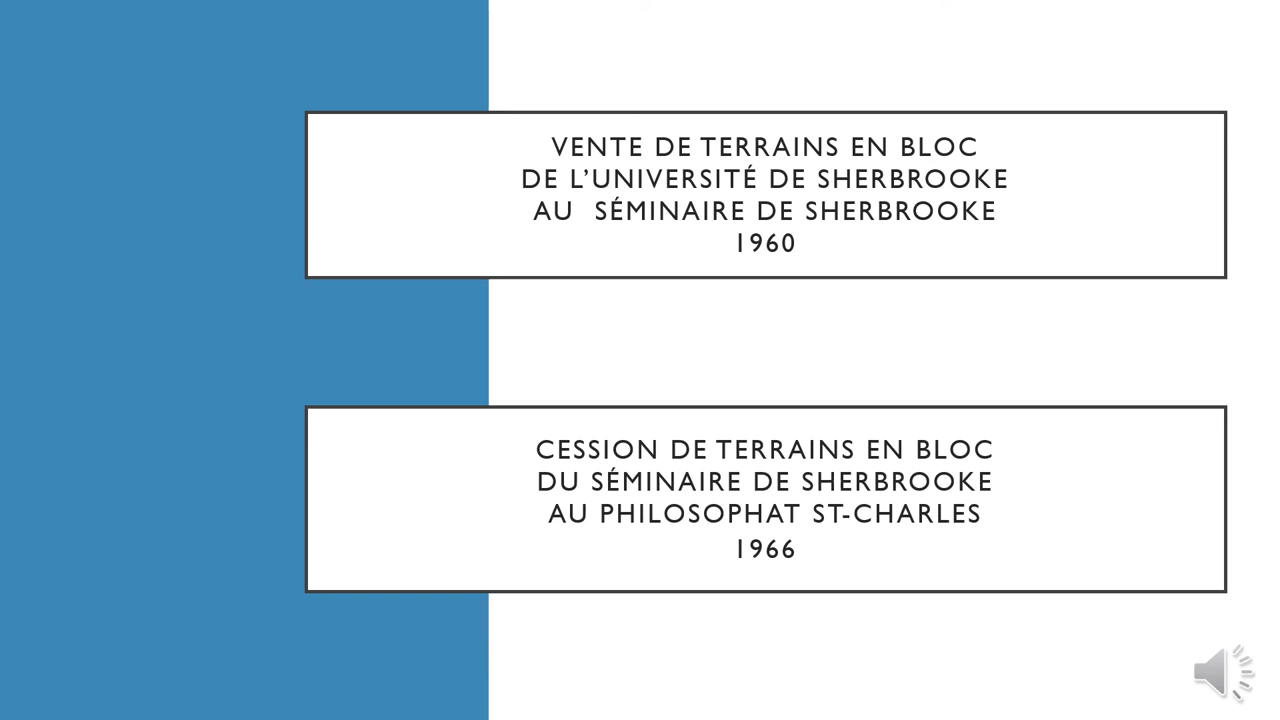 VENTE DE TERRAINS EN BLOC
DE L’UNIVERSITÉ DE SHERBROOKE
AU SÉMINAIRE DE SHERBROOKE
1960
CESSION DE TERRAINS EN BLOC
DU SÉMINAIRE DE SHERBROOKE
AU PHILOSOPHAT ST-CHARLES
1966